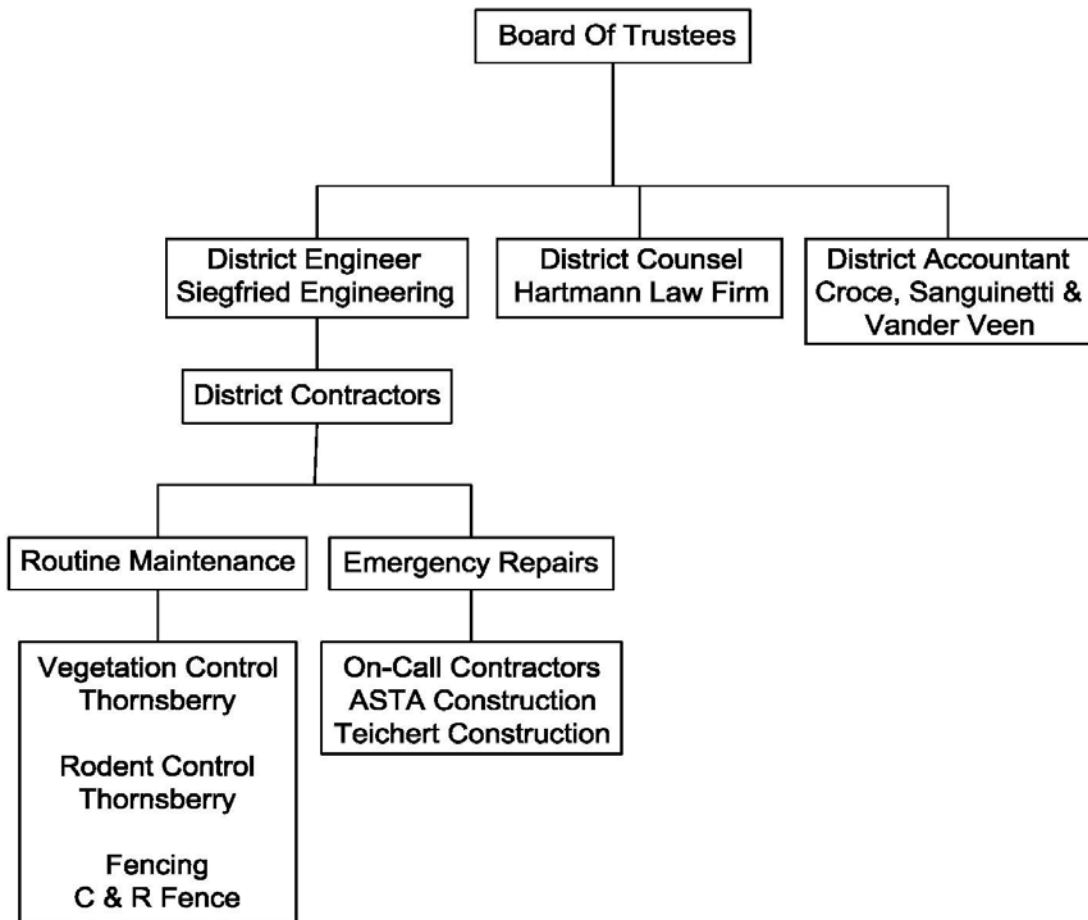 Board Of Trustees
District Engineer
Siegfried Engineering
District Counsel
Hartmann Law Firm
District Accountant
Croce, Sanguinetti &
Vander Veen
District Contractors
Routine Maintenance
Emergency Repairs
Vegetation Control
Thornsberry
Rodent Control
Thornsberry
Fencing
C & R Fence
On-Call Contractors
ASTA Construction
Teichert Construction